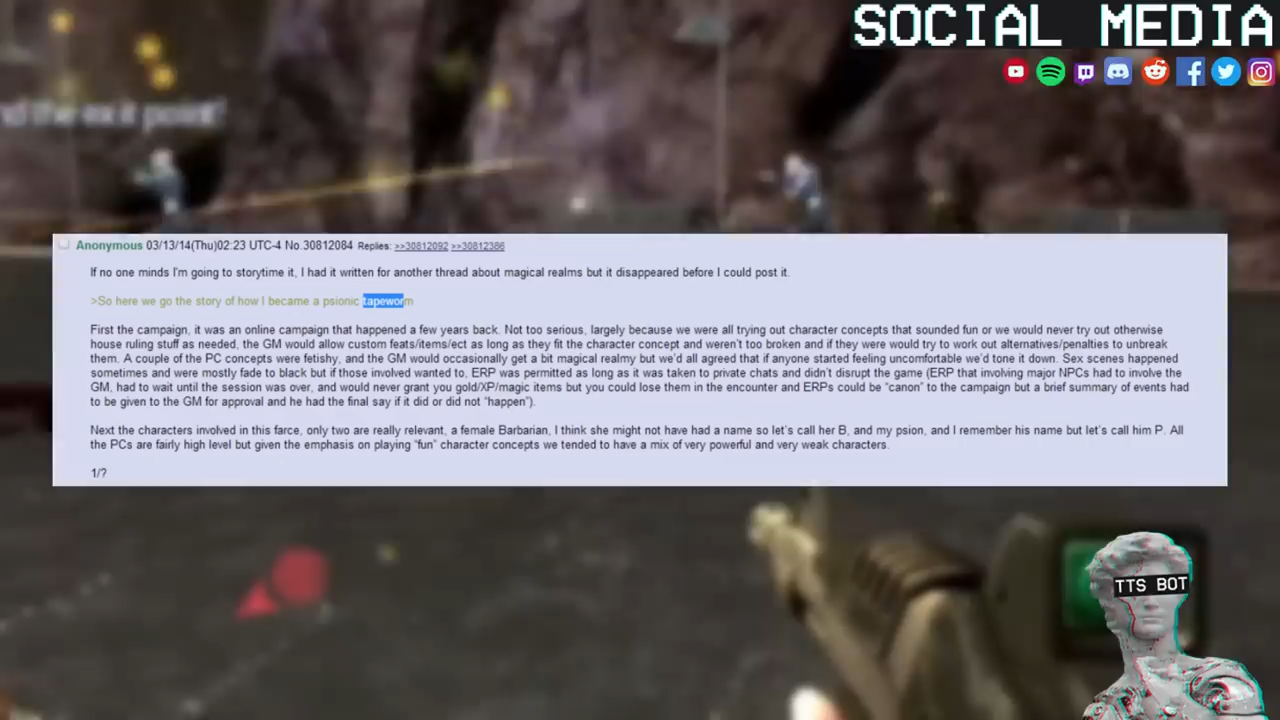 SOCIAL MEDIA
nd the exit point!
Anonymous 03/13/14(Thu)02:23 UTC-4 No.30812084 Replies: >>30812092 >>30812386
If no one minds I'm going to storytime it, I had it written for another thread about magical realms but it disappeared before I could post it.
>So here we go the story of how I became a psionic tapeworm
First the campaign, it was an online campaign that happened a few years back. Not too serious, largely because we were all trying out character concepts that sounded fun or we would never try out otherwise
house ruling stuff as needed, the GM would allow custom feats/items/ect as long as they fit the character concept and weren't too broken and if they were would try to work out alternatives/penalties to unbreak
them. A couple of the PC concepts were fetishy, and the GM would occasionally get a bit magical realmy but we'd all agreed that if anyone started feeling uncomfortable we'd tone it down. Sex scenes happened
sometimes and were mostly fade to black but if those involved wanted to, ERP was permitted as long as it was taken to private chats and didn't disrupt the game (ERP that involving major NPCs had to involve the
GM, had to wait until the session was over, and would never grant you gold/XP/magic items but you could lose them in the encounter and ERPs could be “canon” to the campaign but a brief summary of events had
to be given to the GM for approval and he had the final say if it did or did not “happen”).
Next the characters involved in this farce, only two are really relevant, a female Barbarian, I think she might not have had a name so let's call her B, and my psion, and I remember his name but let's call him P. All
the PCs are fairly high level but given the emphasis on playing “fun” character concepts we tended to have a mix of very powerful and very weak characters.
1/?
TTS BOT